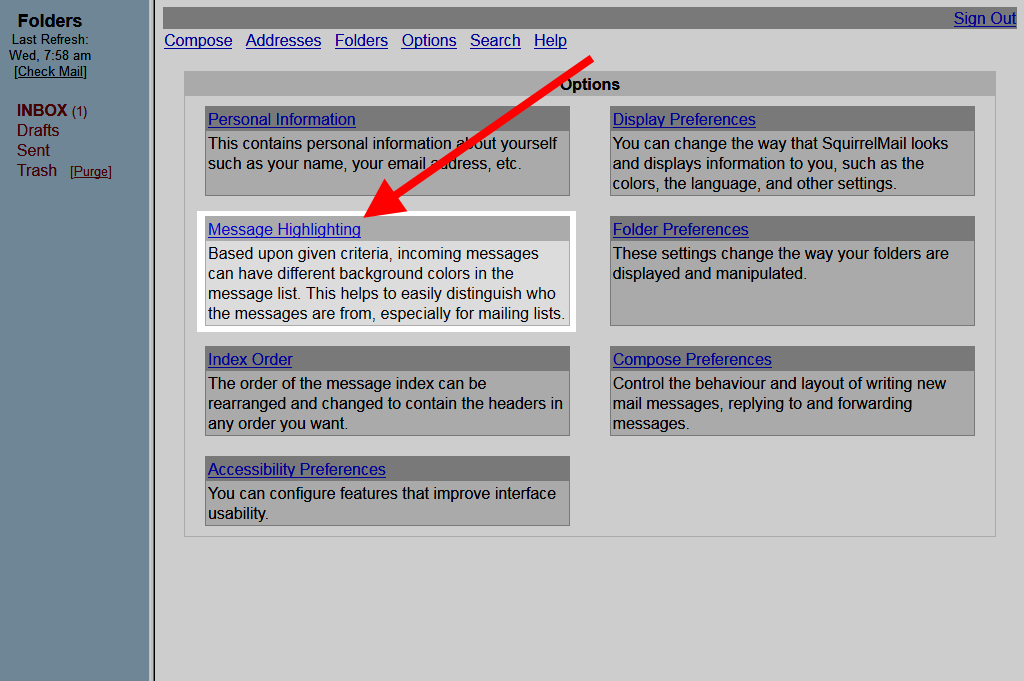 Folders
Last Refresh:
Wed, 7:58 am
[Check Mail]
INBOX (1)
Drafts
Sent
Trash [Purge]
Sign Out
Compose Addresses Folders Options Search Help
Options
Personal Information
This contains personal information about yourself
such as your name, your email address, etc.
Display Preferences
You can change the way that SquirrelMail looks
and displays information to you, such as the
colors, the language, and other settings.
Message Highlighting
Based upon given criteria, incoming messages
can have different background colors in the
message list. This helps to easily distinguish who
the messages are from, especially for mailing lists.
Folder Preferences
These settings change the way your folders are
displayed and manipulated.
Index Order
The order of the message index can be
rearranged and changed to contain the headers in
any order you want.
Compose Preferences
Control the behaviour and layout of writing new
mail messages, replying to and forwarding
messages.
Accessibility Preferences
You can configure features that improve interface
usability.